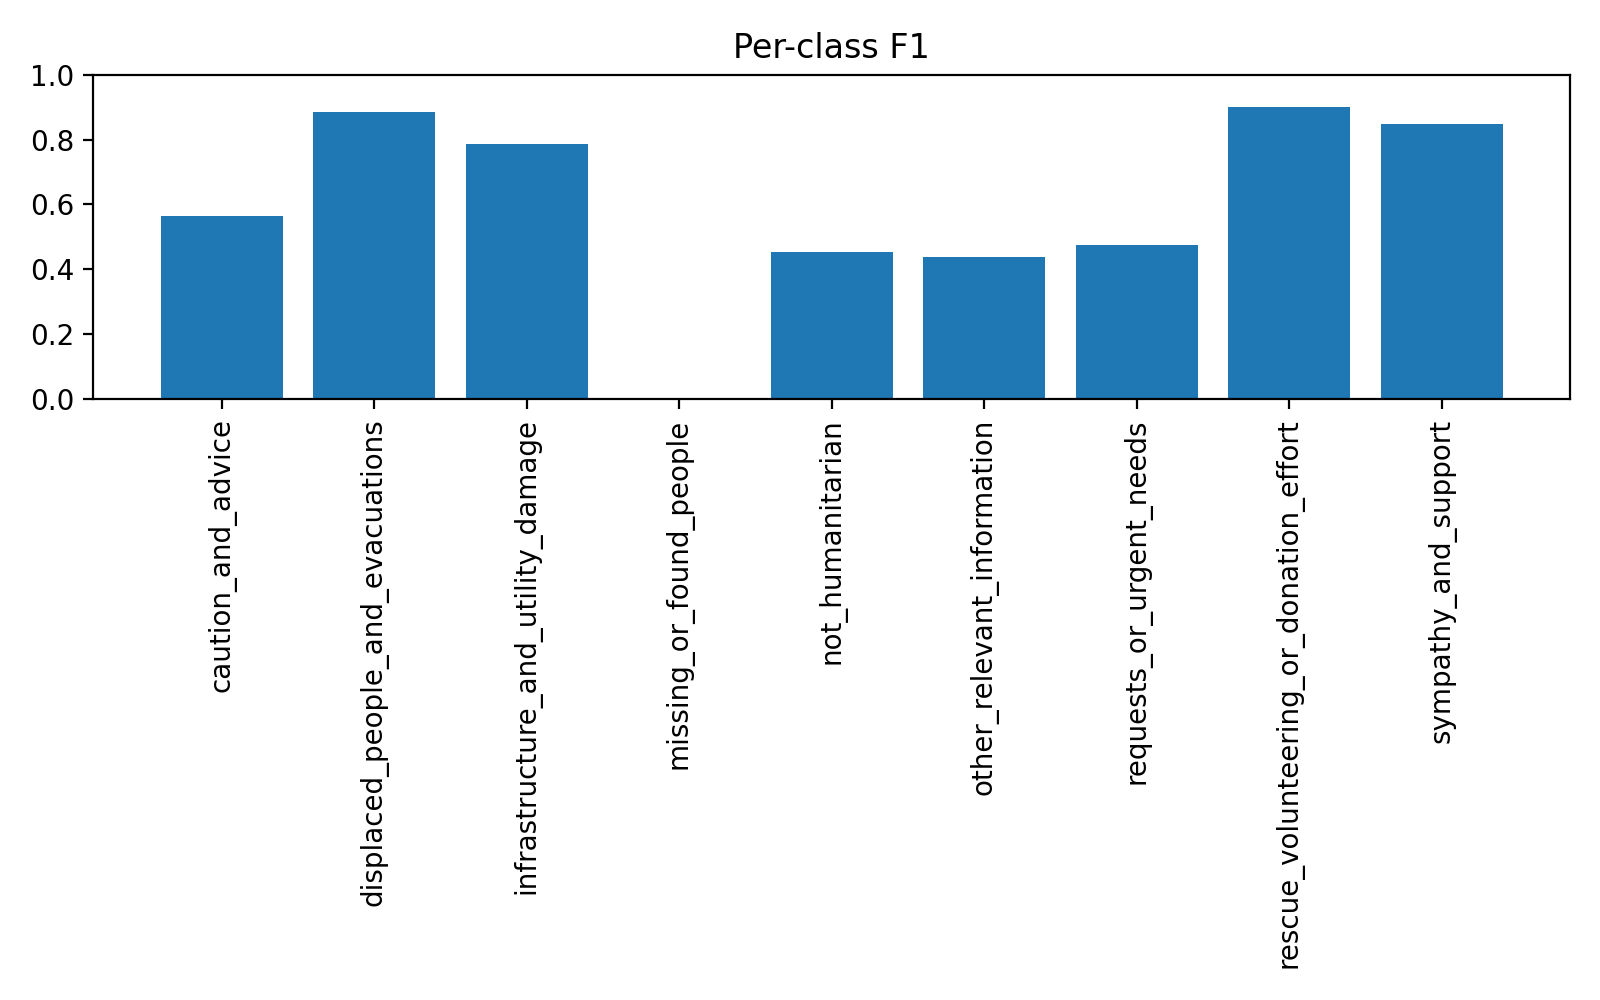 Per-class F1
1.0
0.8
0.6
0.4
0.2
0.0
caution_and_advice
displaced_people_and_evacuations
infrastructure_and_utility_damage
missing_or_found_people
not_humanitarian
other_relevant_information
requests_or_urgent_needs
rescue_volunteering_or_donation_effort
sympathy_and_support